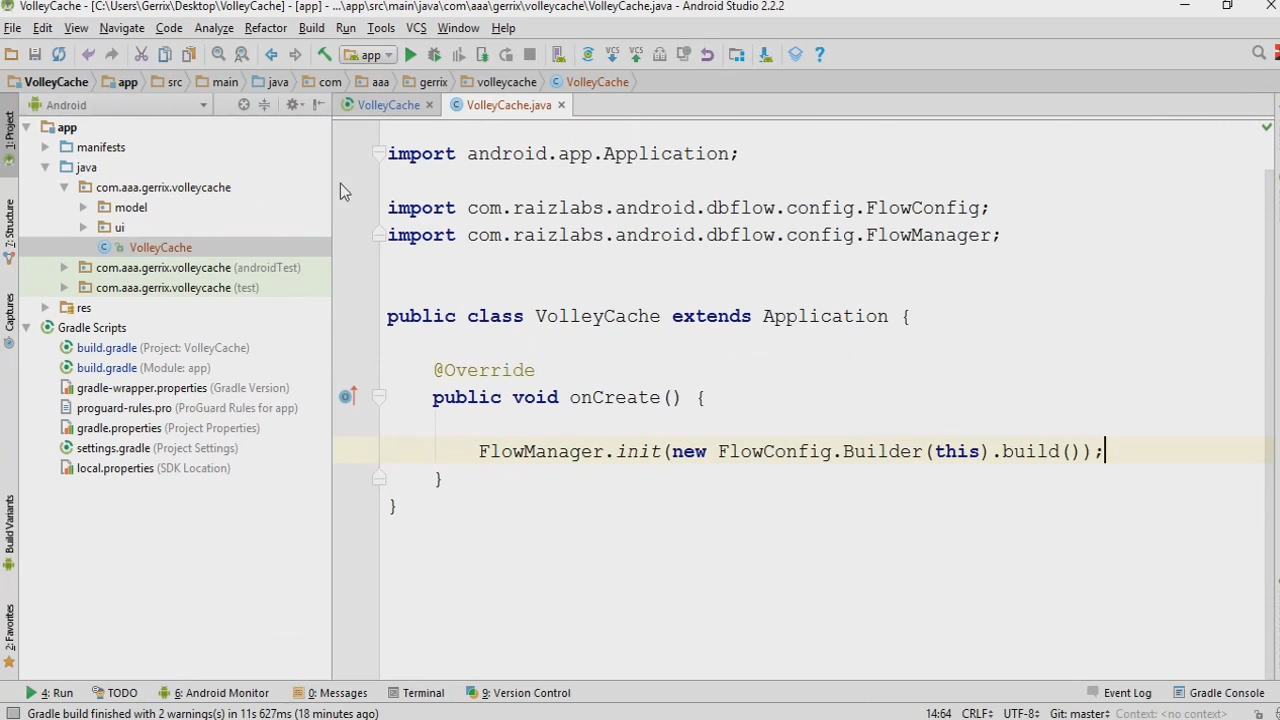 VolleyCache - [C:\Users\Gerrix\Desktop\VolleyCache] - [app] - ...\app\src\main\java\com\aaa\gerrix\volleycache\VolleyCache.java - Android Studio 2.2.2
File Edit View Navigate Code Analyze Refactor Build Run Tools VCS Window Help
app
VolleyCache app src main java com aaa gerrix volleycache VolleyCache
Android
VolleyCache
VolleyCache.java
app
manifests
java
com.aaa.gerrix.volleycache
model
ui
VolleyCache
com.aaa.gerrix.volleycache (androidTest)
com.aaa.gerrix.volleycache (test)
res
Gradle Scripts
build.gradle (Project: VolleyCache)
build.gradle (Module: app)
gradle-wrapper.properties (Gradle Version)
proguard-rules.pro (ProGuard Rules for app)
gradle.properties (Project Properties)
settings.gradle (Project Settings)
local.properties (SDK Location)
1: Project
7: Structure
Captures
Build Variants
2: Favorites
import android.app.Application;
import com.raizlabs.android.dbflow.config.FlowConfig;
import com.raizlabs.android.dbflow.config.FlowManager;
public class VolleyCache extends Application {
@Override
public void onCreate() {
FlowManager.init(new FlowConfig.Builder(this).build());
}
}
4: Run TODO 6: Android Monitor 0: Messages Terminal 9: Version Control Event Log Gradle Console
Gradle build finished with 2 warning(s) in 11s 627ms (18 minutes ago) 14:64 CRLF UTF-8 Git: master Context: <no context>